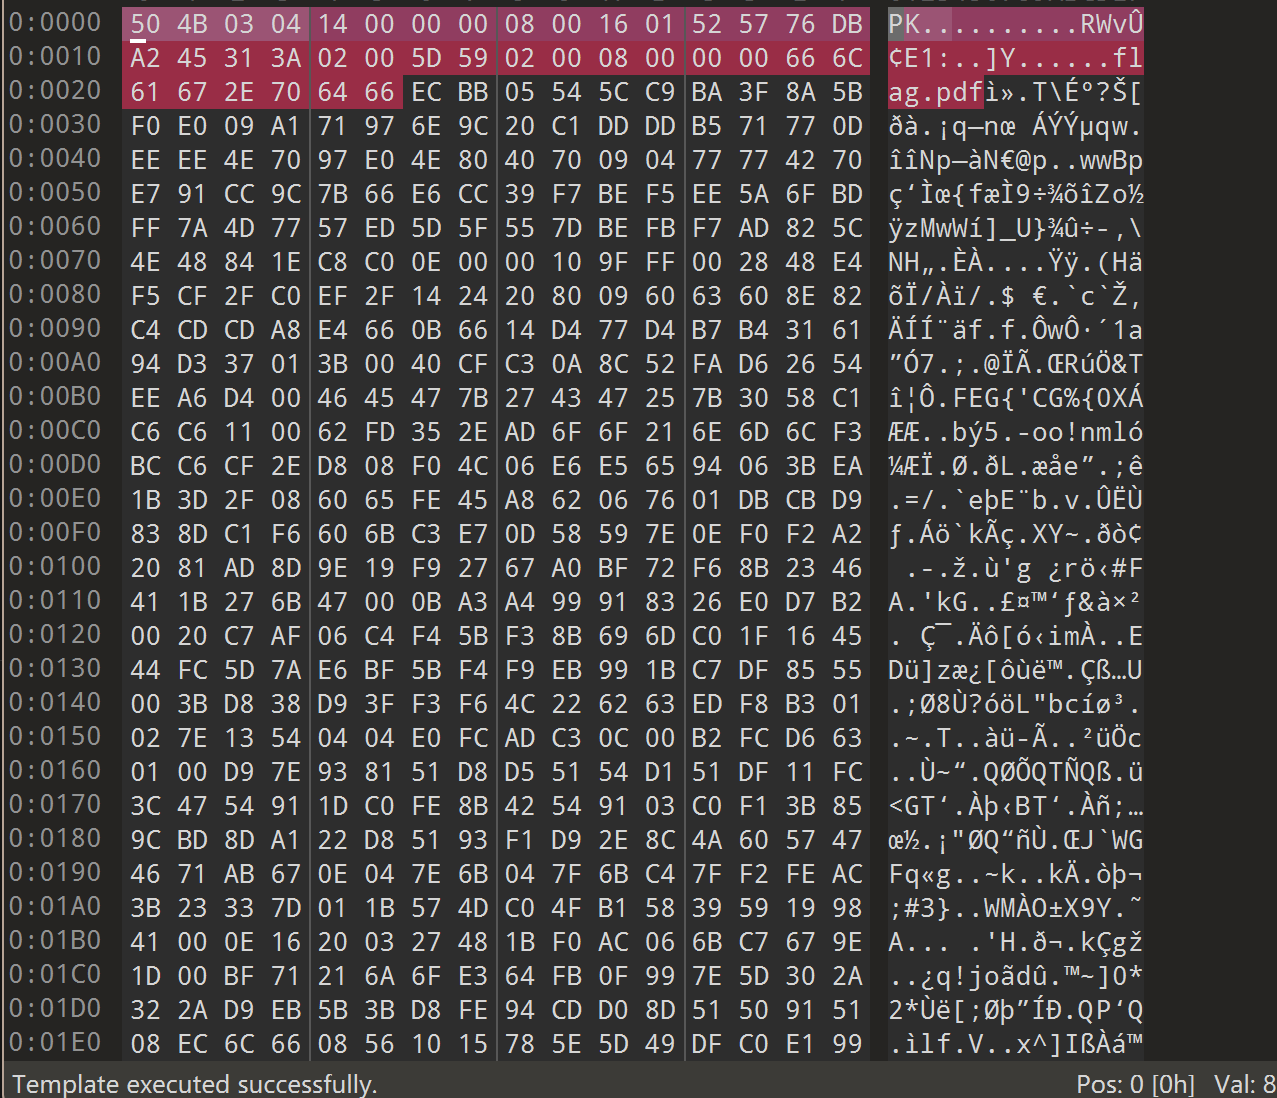 0:0000 50 4B 03 04 14 00 00 00 08 00 16 01 52 57 76 DB PK..........RWvÛ
0:0010 A2 45 31 3A 02 00 5D 59 02 00 08 00 00 00 66 6C ¢E1:..]Y......fl
0:0020 61 67 2E 70 64 66 EC BB 05 54 5C C9 BA 3F 8A 5B ag.pdfì».T\Éº?Š[
0:0030 F0 E0 09 A1 71 97 6E 9C 20 C1 DD DD B5 71 77 0D ðà.¡q—nœ ÁÝÝµqw.
0:0040 EE EE 4E 70 97 E0 4E 80 40 70 09 04 77 77 42 70 îîNp—àN€@p..wwBp
0:0050 E7 91 CC 9C 7B 66 E6 CC 39 F7 BE F5 EE 5A 6F BD ç‘Ìœ{fæÌ9÷¾õîZo½
0:0060 FF 7A 4D 77 57 ED 5D 5F 55 7D BE FB F7 AD 82 5C ÿzMwWí]_U}¾û÷-‚\
0:0070 4E 48 84 1E C8 C0 0E 00 00 10 9F FF 00 28 48 E4 NH„.ÈÀ....Ÿÿ.(Hä
0:0080 F5 CF 2F C0 EF 2F 14 24 20 80 09 60 63 60 8E 82 õÏ/Àï/.$ €.`c`Ž‚
0:0090 C4 CD CD A8 E4 66 0B 66 14 D4 77 D4 B7 B4 31 61 ÄÍÍ¨äf.f.ÔwÔ·´1a
0:00A0 94 D3 37 01 3B 00 40 CF C3 0A 8C 52 FA D6 26 54 ”Ó7.;.@ÏÃ.ŒRúÖ&T
0:00B0 EE A6 D4 00 46 45 47 7B 27 43 47 25 7B 30 58 C1 î¦Ô.FEG{'CG%{0XÁ
0:00C0 C6 C6 11 00 62 FD 35 2E AD 6F 6F 21 6E 6D 6C F3 ÆÆ..bý5.-oo!nmló
0:00D0 BC C6 CF 2E D8 08 F0 4C 06 E6 E5 65 94 06 3B EA ¼ÆÏ.Ø.ðL.æåe”.;ê
0:00E0 1B 3D 2F 08 60 65 FE 45 A8 62 06 76 01 DB CB D9 .=/.`eþE¨b.v.ÛËÙ
0:00F0 83 8D C1 F6 60 6B C3 E7 0D 58 59 7E 0E F0 F2 A2 ƒ.Áö`kÃç.XY~.ðò¢
0:0100 20 81 AD 8D 9E 19 F9 27 67 A0 BF 72 F6 8B 23 46  .-.ž.ù'g ¿rö‹#F
0:0110 41 1B 27 6B 47 00 0B A3 A4 99 91 83 26 E0 D7 B2 A.'kG..£¤™‘ƒ&à×²
0:0120 00 20 C7 AF 06 C4 F4 5B F3 8B 69 6D C0 1F 16 45 . Ç¯.Äô[ó‹imÀ..E
0:0130 44 FC 5D 7A E6 BF 5B F4 F9 EB 99 1B C7 DF 85 55 Dü]zæ¿[ôùë™.Çß…U
0:0140 00 3B D8 38 D9 3F F3 F6 4C 22 62 63 ED F8 B3 01 .;Ø8Ù?óöL"bcíø³.
0:0150 02 7E 13 54 04 04 E0 FC AD C3 0C 00 B2 FC D6 63 .~.T..àü-Ã..²üÖc
0:0160 01 00 D9 7E 93 81 51 D8 D5 51 54 D1 51 DF 11 FC ..Ù~“.QØÕQTÑQß.ü
0:0170 3C 47 54 91 1D C0 FE 8B 42 54 91 03 C0 F1 3B 85 <GT‘.Àþ‹BT‘.Àñ;…
0:0180 9C BD 8D A1 22 D8 51 93 F1 D9 2E 8C 4A 60 57 47 œ½.¡"ØQ“ñÙ.ŒJ`WG
0:0190 46 71 AB 67 0E 04 7E 6B 04 7F 6B C4 7F F2 FE AC Fq«g..~k..kÄ.òþ¬
0:01A0 3B 23 33 7D 01 1B 57 4D C0 4F B1 58 39 59 19 98 ;#3}..WMÀO±X9Y.˜
0:01B0 41 00 0E 16 20 03 27 48 1B F0 AC 06 6B C7 67 9E A... .'H.ð¬.kÇgž
0:01C0 1D 00 BF 71 21 6A 6F E3 64 FB 0F 99 7E 5D 30 2A ..¿q!joãdû.™~]0*
0:01D0 32 2A D9 EB 5B 3B D8 FE 94 CD D0 8D 51 50 91 51 2*Ùë[;Øþ”ÍÐ.QP‘Q
0:01E0 08 EC 6C 66 08 56 10 15 78 5E 5D 49 DF C0 E1 99 .ìlf.V..x^]IßÀá™
Template executed successfully. Pos: 0 [0h] Val: 8